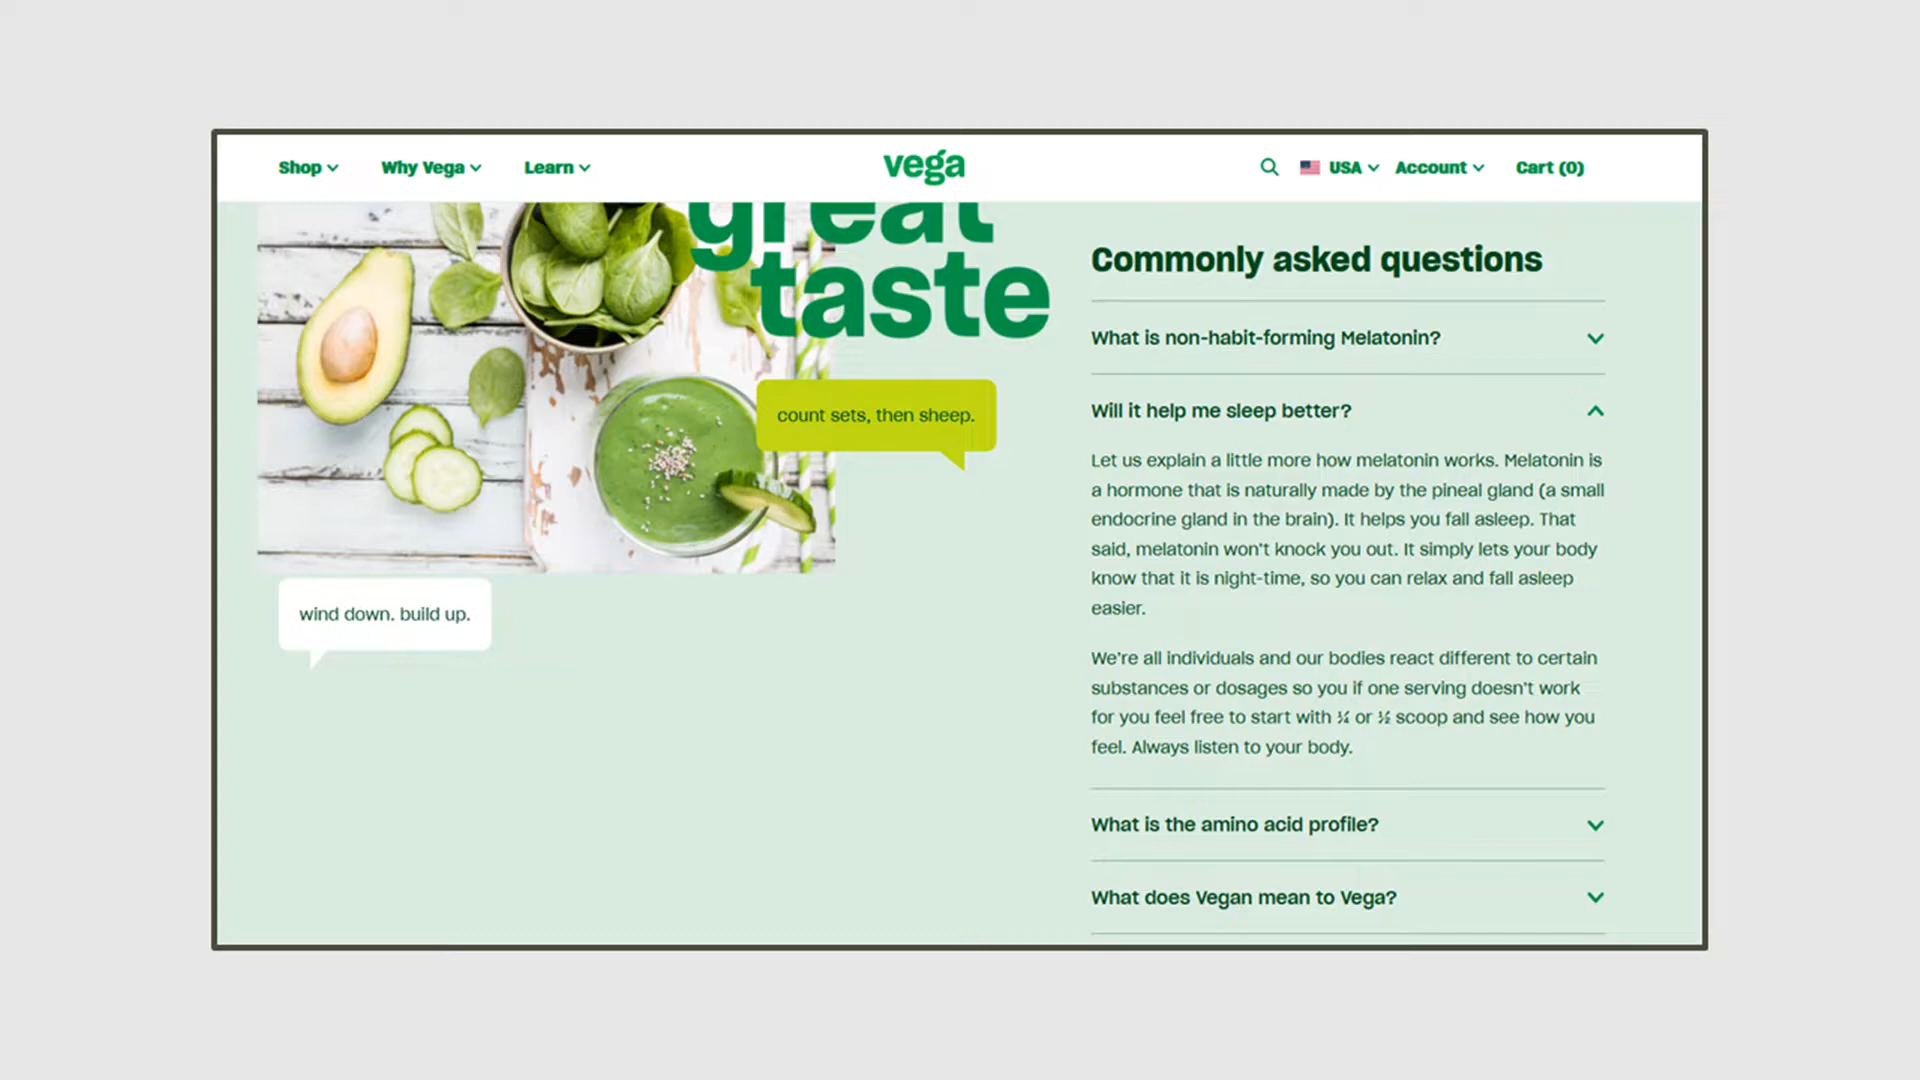 Shop
Why Vega
Learn
vega
USA
Account
Cart (0)
great
taste
count sets, then sheep.
wind down. build up.
Commonly asked questions
What is non-habit-forming Melatonin?
Will it help me sleep better?
Let us explain a little more how melatonin works. Melatonin is
a hormone that is naturally made by the pineal gland (a small
endocrine gland in the brain). It helps you fall asleep. That
said, melatonin won't knock you out. It simply lets your body
know that it is night-time, so you can relax and fall asleep
easier.
We're all individuals and our bodies react different to certain
substances or dosages so you if one serving doesn't work
for you feel free to start with ¼ or ½ scoop and see how you
feel. Always listen to your body.
What is the amino acid profile?
What does Vegan mean to Vega?